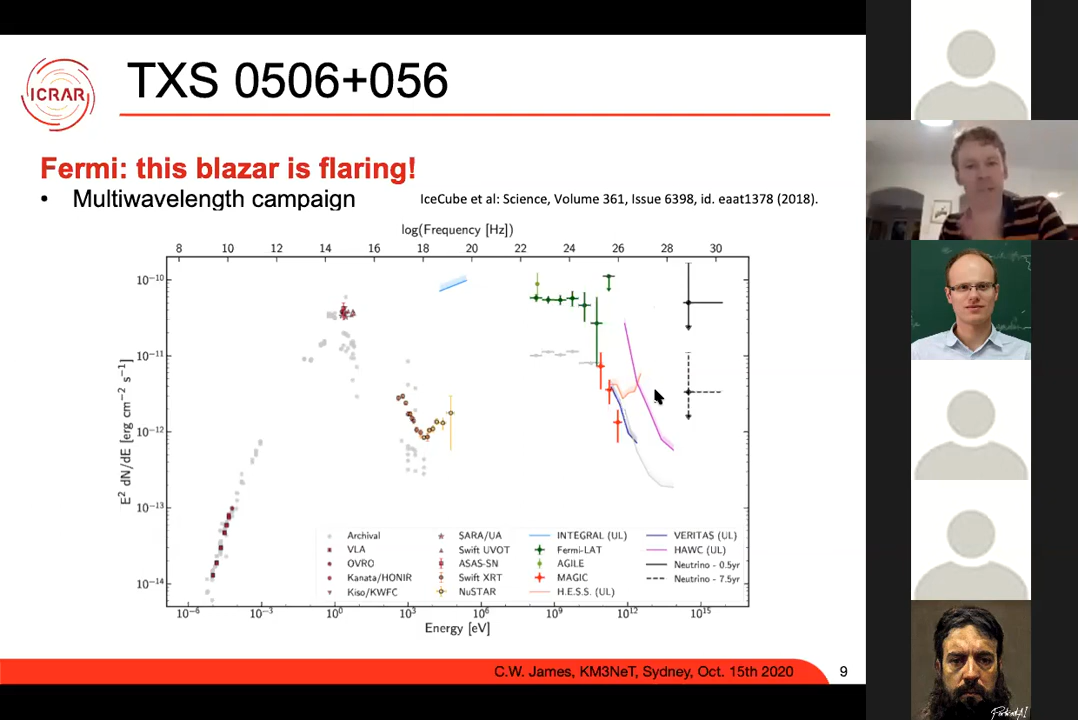 ICRAR
TXS 0506+056
Fermi: this blazar is flaring!
• Multiwavelength campaign
IceCube et al: Science, Volume 361, Issue 6398, id. eaat1378 (2018).
log(Frequency [Hz])
8 10 12 14 16 18 20 22 24 26 28 30
10⁻¹⁰
10⁻¹¹
10⁻¹²
10⁻¹³
10⁻¹⁴
E² dN/dE [erg cm⁻² s⁻¹]
Archival
VLA
OVRO
Kanata/HONIR
Kiso/KWFC
SARA/UA
Swift UVOT
ASAS-SN
Swift XRT
NuSTAR
INTEGRAL (UL)
Fermi-LAT
AGILE
MAGIC
H.E.S.S. (UL)
VERITAS (UL)
HAWC (UL)
Neutrino - 0.5yr
Neutrino - 7.5yr
10⁻⁶ 10⁻³ 10⁰ 10³ 10⁶ 10⁹ 10¹² 10¹⁵
Energy [eV]
C.W. James, KM3NeT, Sydney, Oct. 15th 2020
9